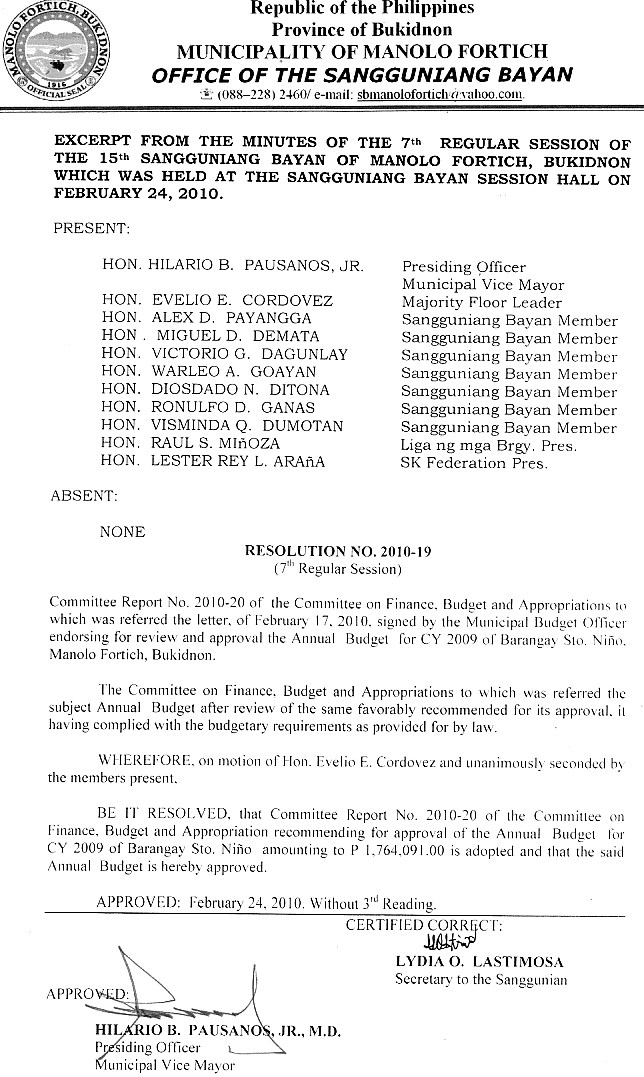 MANOLO FORTICH, BUKIDNON
1916
OFFICIAL SEAL
Republic of the Philippines
Province of Bukidnon
MUNICIPALITY OF MANOLO FORTICH
OFFICE OF THE SANGGUNIANG BAYAN
☏ (088–228) 2460/ e-mail: sbmanolofortich@yahoo.com.
EXCERPT FROM THE MINUTES OF THE 7th REGULAR SESSION OF
THE 15th SANGGUNIANG BAYAN OF MANOLO FORTICH, BUKIDNON
WHICH WAS HELD AT THE SANGGUNIANG BAYAN SESSION HALL ON
FEBRUARY 24, 2010.
PRESENT:
HON. HILARIO B. PAUSANOS, JR. Presiding Officer
Municipal Vice Mayor
HON. EVELIO E. CORDOVEZ Majority Floor Leader
HON. ALEX D. PAYANGGA Sangguniang Bayan Member
HON . MIGUEL D. DEMATA Sangguniang Bayan Member
HON. VICTORIO G. DAGUNLAY Sangguniang Bayan Member
HON. WARLEO A. GOAYAN Sangguniang Bayan Member
HON. DIOSDADO N. DITONA Sangguniang Bayan Member
HON. RONULFO D. GANAS Sangguniang Bayan Member
HON. VISMINDA Q. DUMOTAN Sangguniang Bayan Member
HON. RAUL S. MIñOZA Liga ng mga Brgy. Pres.
HON. LESTER REY L. ARAñA SK Federation Pres.
ABSENT:
NONE
RESOLUTION NO. 2010-19
(7th Regular Session)
Committee Report No. 2010-20 of the Committee on Finance, Budget and Appropriations to
which was referred the letter, of February 17, 2010, signed by the Municipal Budget Officer
endorsing for review and approval the Annual Budget for CY 2009 of Barangay Sto. Niño,
Manolo Fortich, Bukidnon.
The Committee on Finance, Budget and Appropriations to which was referred the
subject Annual Budget after review of the same favorably recommended for its approval, it
having complied with the budgetary requirements as provided for by law.
WHEREFORE, on motion of Hon. Evelio E. Cordovez and unanimously seconded by
the members present,
BE IT RESOLVED, that Committee Report No. 2010-20 of the Committee on
Finance, Budget and Appropriation recommending for approval of the Annual Budget for
CY 2009 of Barangay Sto. Niño amounting to P 1,764,091.00 is adopted and that the said
Annual Budget is hereby approved.
APPROVED: February 24, 2010. Without 3rd Reading.
CERTIFIED CORRECT:
LYDIA O. LASTIMOSA
Secretary to the Sanggunian
APPROVED:
HILARIO B. PAUSANOS, JR., M.D.
Presiding Officer
Municipal Vice Mayor